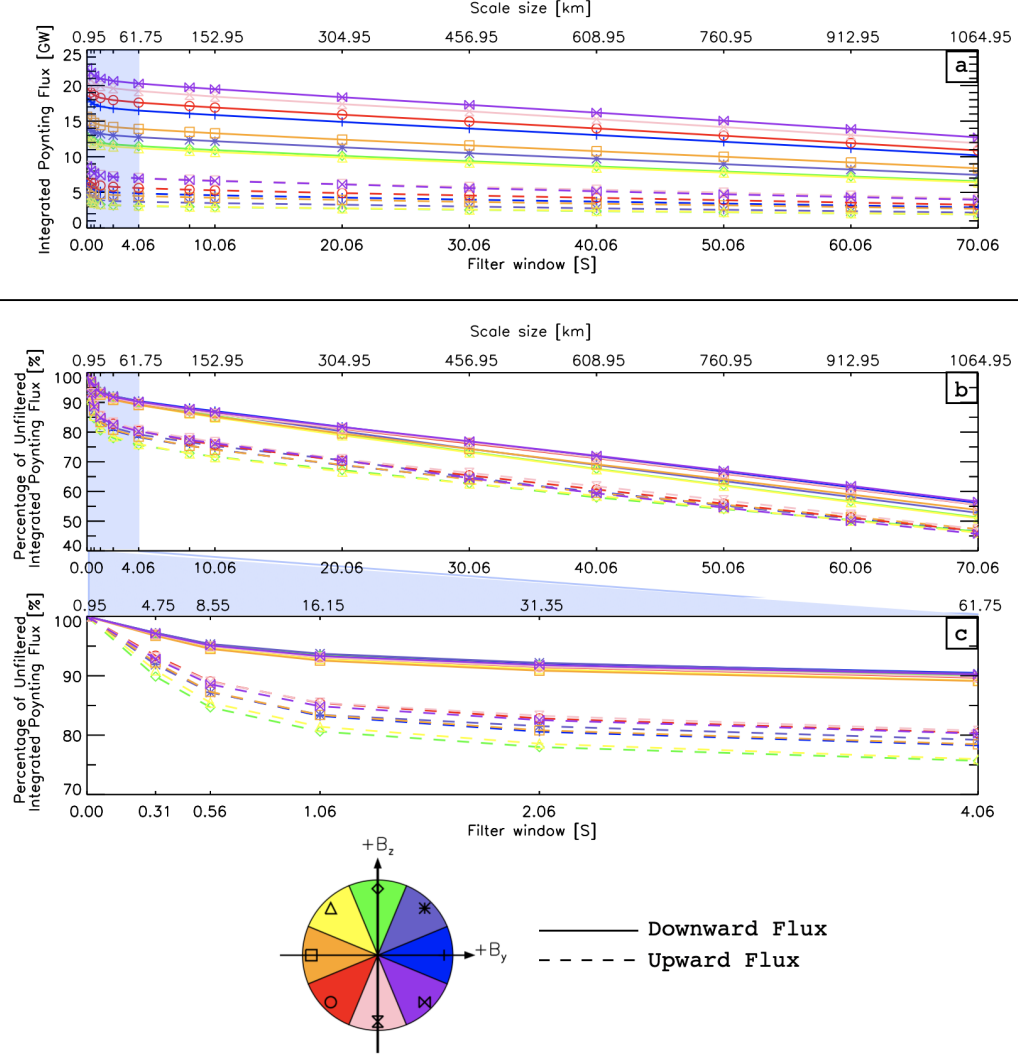 Scale size [km]
0.95 61.75 152.95 304.95 456.95 608.95 760.95 912.95 1064.95
Integrated Poynting Flux [GW]
25
20
15
10
5
0
a
0.00 4.06 10.06 20.06 30.06 40.06 50.06 60.06 70.06
Filter window [S]
Scale size [km]
0.95 61.75 152.95 304.95 456.95 608.95 760.95 912.95 1064.95
Percentage of Unfiltered
Integrated Poynting Flux [%]
100
90
80
70
60
50
40
b
0.00 4.06 10.06 20.06 30.06 40.06 50.06 60.06 70.06
0.95 4.75 8.55 16.15 31.35 61.75
Percentage of Unfiltered
Integrated Poynting Flux [%]
100
90
80
70
c
0.00 0.31 0.56 1.06 2.06 4.06
Filter window [S]
+Bz
+By
Downward Flux
Upward Flux